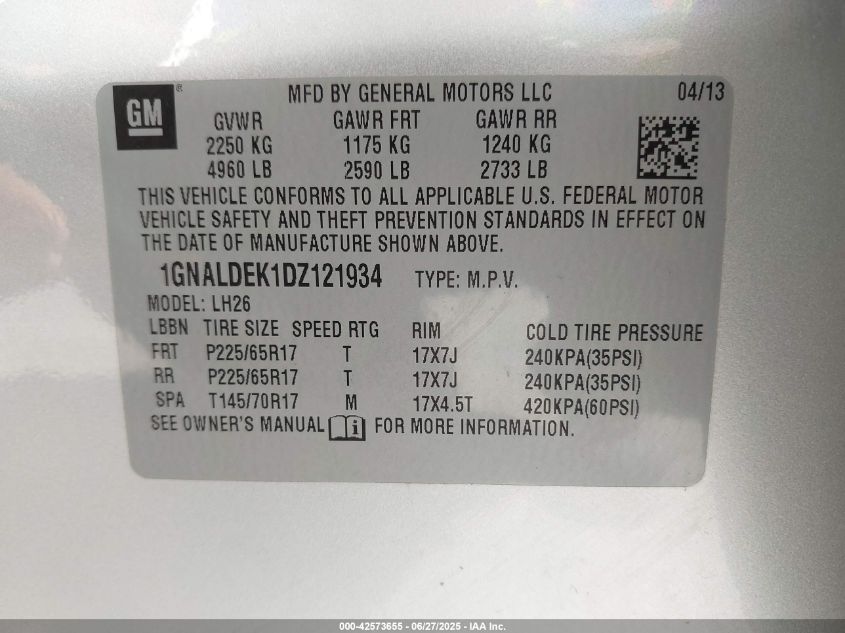 GM ® MFD BY GENERAL MOTORS LLC 04/13
GVWR GAWR FRT GAWR RR
2250 KG 1175 KG 1240 KG
4960 LB 2590 LB 2733 LB
THIS VEHICLE CONFORMS TO ALL APPLICABLE U.S. FEDERAL MOTOR
VEHICLE SAFETY AND THEFT PREVENTION STANDARDS IN EFFECT ON
THE DATE OF MANUFACTURE SHOWN ABOVE.
1GNALDEK1DZ121934 TYPE: M.P.V.
MODEL: LH26
LBBN TIRE SIZE SPEED RTG RIM COLD TIRE PRESSURE
FRT P225/65R17 T 17X7J 240KPA(35PSI)
RR P225/65R17 T 17X7J 240KPA(35PSI)
SPA T145/70R17 M 17X4.5T 420KPA(60PSI)
SEE OWNER'S MANUAL i FOR MORE INFORMATION.
000-42573655 - 06/27/2025 - IAA Inc.